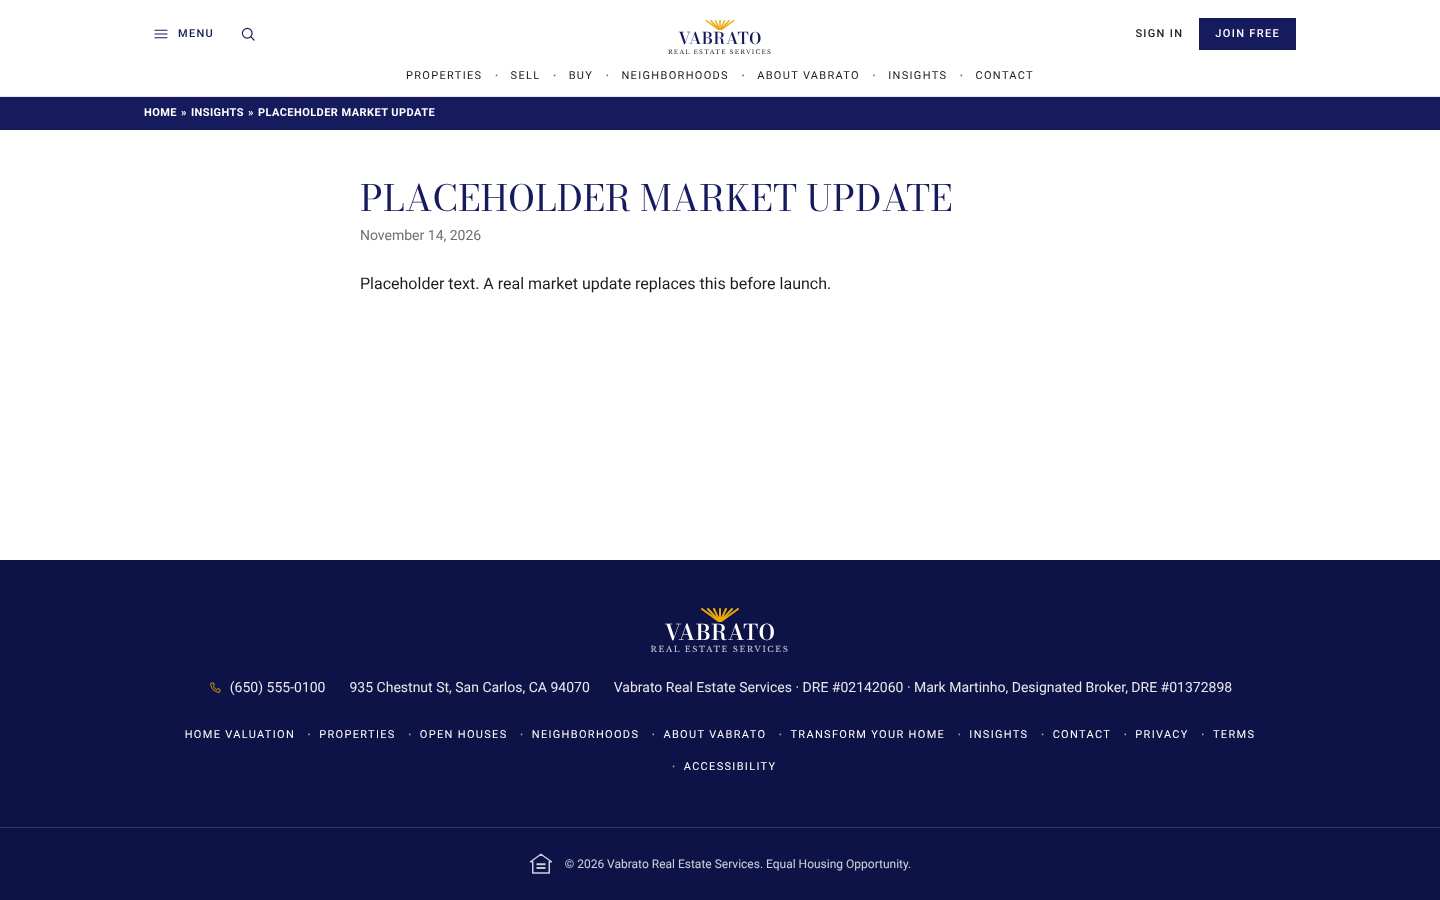 MENU
VABRATO
REAL ESTATE SERVICES
SIGN IN
JOIN FREE
PROPERTIES · SELL · BUY · NEIGHBORHOODS · ABOUT VABRATO · INSIGHTS · CONTACT
HOME » INSIGHTS » PLACEHOLDER MARKET UPDATE
PLACEHOLDER MARKET UPDATE
November 14, 2026
Placeholder text. A real market update replaces this before launch.
VABRATO
REAL ESTATE SERVICES
(650) 555-0100 935 Chestnut St, San Carlos, CA 94070 Vabrato Real Estate Services · DRE #02142060 · Mark Martinho, Designated Broker, DRE #01372898
HOME VALUATION · PROPERTIES · OPEN HOUSES · NEIGHBORHOODS · ABOUT VABRATO · TRANSFORM YOUR HOME · INSIGHTS · CONTACT · PRIVACY · TERMS
· ACCESSIBILITY
© 2026 Vabrato Real Estate Services. Equal Housing Opportunity.